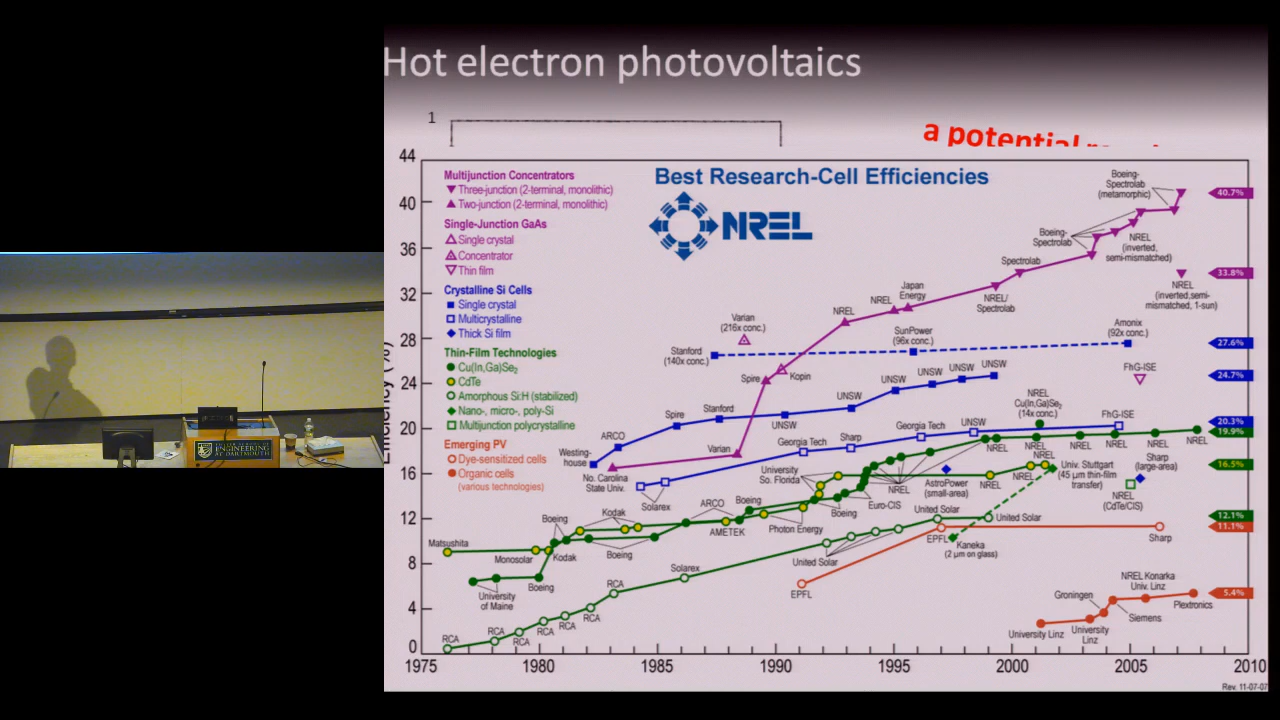 Hot electron photovoltaics
1
a potential
44
40
36
32
28
24
20
16
12
8
4
0
1975
1980
1985
1990
1995
2000
2005
2010
Best Research-Cell Efficiencies
NREL
Multijunction Concentrators
Three-junction (2-terminal, monolithic)
Two-junction (2-terminal, monolithic)
Single-Junction GaAs
Single crystal
Concentrator
Thin film
Crystalline Si Cells
Single crystal
Multicrystalline
Thick Si film
Thin-Film Technologies
Cu(In,Ga)Se2
CdTe
Amorphous Si:H (stabilized)
Nano-, micro-, poly-Si
Multijunction polycrystalline
Emerging PV
Dye-sensitized cells
Organic cells
(various technologies)
Boeing-
Spectrolab
(metamorphic)
Boeing-
Spectrolab
NREL
(inverted,
semi-mismatched)
Spectrolab
NREL
(inverted,semi-
mismatched, 1-sun)
Japan
Energy
NREL
NREL
NREL/
Spectrolab
Varian
(216x conc.)
Stanford
(140x conc.)
SunPower
(96x conc.)
Amonix
(92x conc.)
FhG-ISE
Spire
Kopin
UNSW
UNSW
UNSW
UNSW
UNSW
UNSW
Spire
Stanford
ARCO
Westing-
house
Varian
No. Carolina
State Univ.
Solarex
Georgia Tech
Sharp
Georgia Tech
UNSW
NREL
Cu(In,Ga)Se2
(14x conc.)
FhG-ISE
NREL
NREL
NREL
NREL
NREL
NREL
NREL
NREL
NREL
NREL
University
So. Florida
AstroPower
(small-area)
Univ. Stuttgart
(45 µm thin-film
transfer)
Sharp
(large-area)
NREL
(CdTe/CIS)
Euro-CIS
Matsushita
Monosolar
Boeing
Kodak
Kodak
Boeing
ARCO
AMETEK
Boeing
Photon Energy
Boeing
United Solar
United Solar
United Solar
EPFL
Kaneka
(2 µm on glass)
Sharp
University
of Maine
Boeing
RCA
RCA
RCA
RCA
RCA
RCA
RCA
Solarex
EPFL
NREL Konarka
Univ. Linz
Groningen
Siemens
Plextronics
University Linz
University
Linz
40.7%
33.8%
27.6%
24.7%
20.3%
19.9%
16.5%
12.1%
11.1%
5.4%
Rev. 11-07-07
ENGINEERING
AT DARTMOUTH